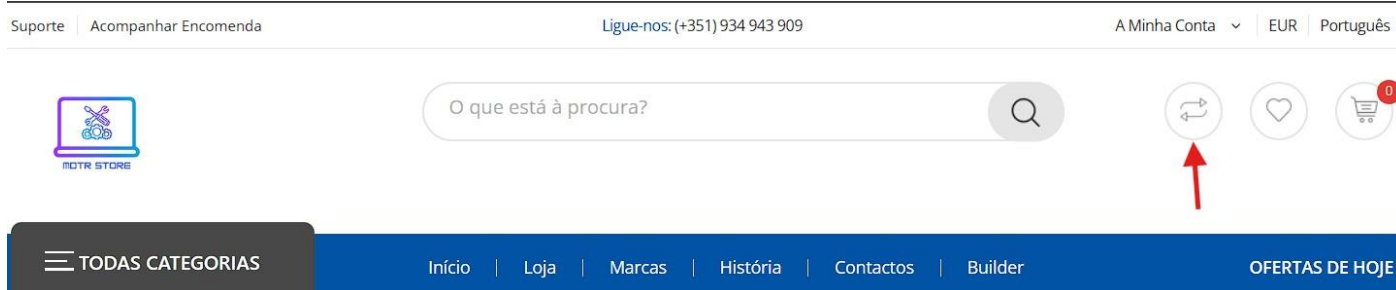 Suporte Acompanhar Encomenda Ligue-nos: (+351) 934 943 909 A Minha Conta EUR Português
O que está à procura? 0
MDTR STORE
TODAS CATEGORIAS Início Loja Marcas História Contactos Builder OFERTAS DE HOJE